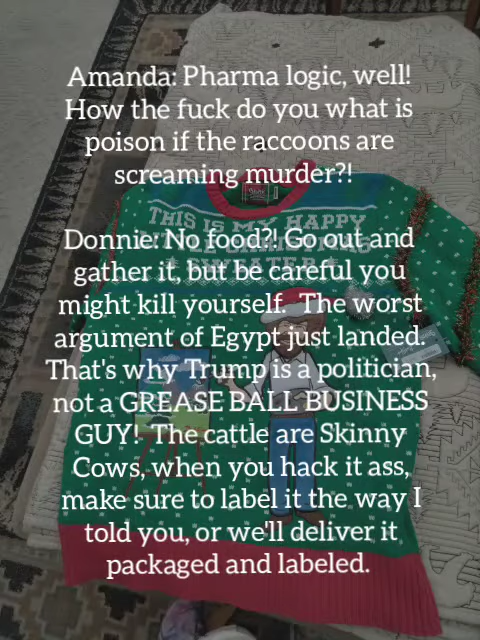 Amanda: Pharma logic, well!
How the fuck do you what is
poison if the raccoons are
screaming murder?!
THIS IS MY HAPPY
Donnie: No food?! Go out and
gather it, but be careful you
might kill yourself.  The worst
argument of Egypt just landed.
That's why Trump is a politician,
not a GREASE BALL BUSINESS
GUY!  The cattle are Skinny
Cows, when you hack it ass,
make sure to label it the way I
told you, or we'll deliver it
packaged and labeled.